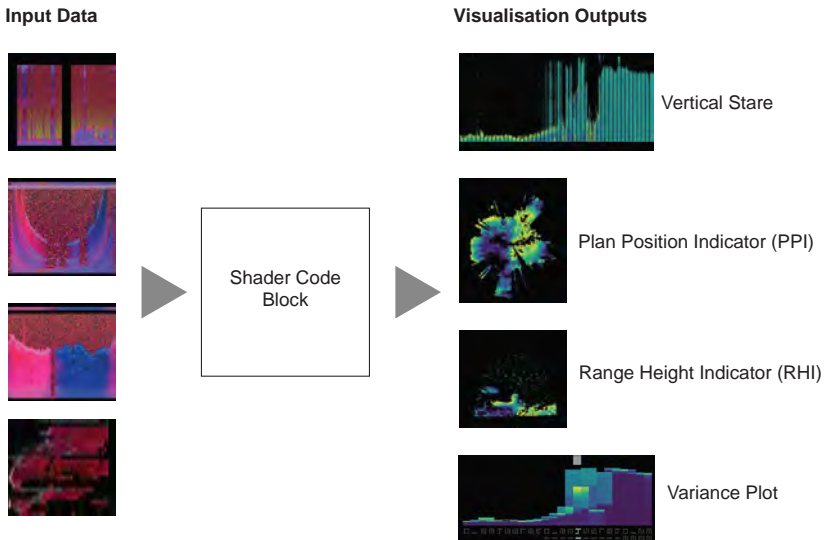 Input Data
Visualisation Outputs
Vertical Stare
Plan Position Indicator (PPI)
Shader Code
Block
Range Height Indicator (RHI)
Variance Plot